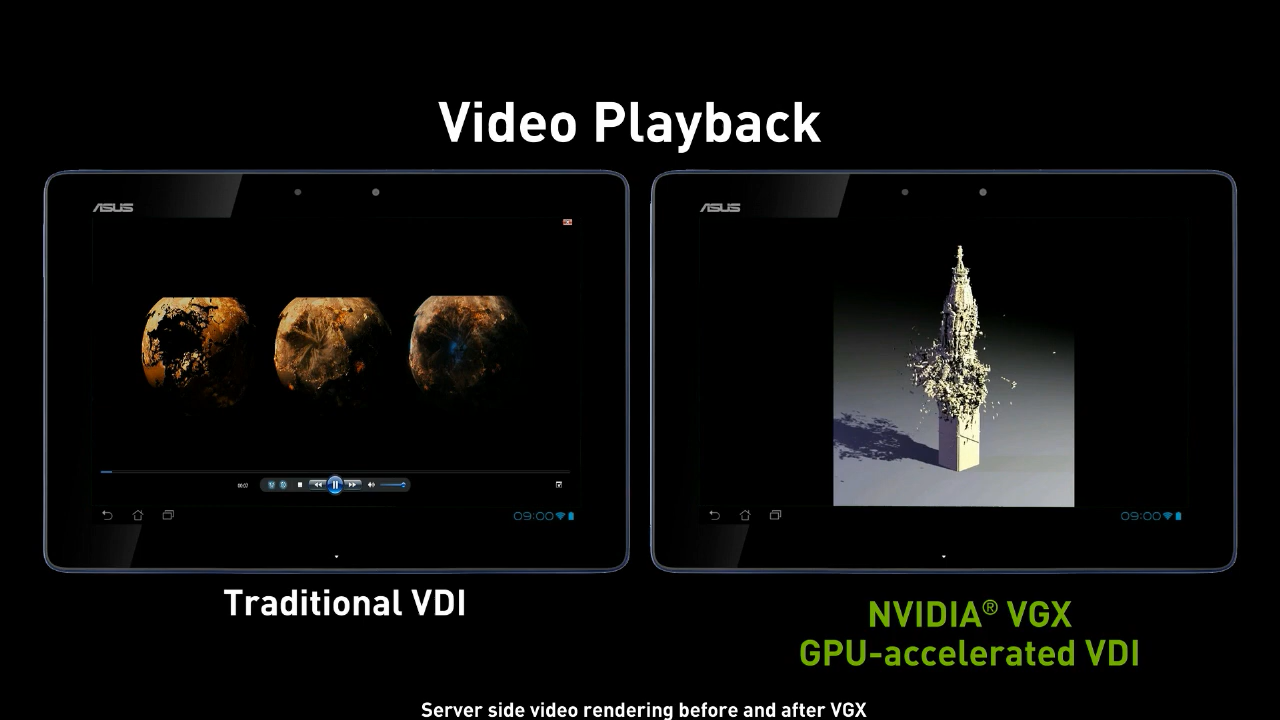 Video Playback
ASUS
ASUS
09:00
09:00
Traditional VDI
NVIDIA® VGX
GPU-accelerated VDI
Server side video rendering before and after VGX